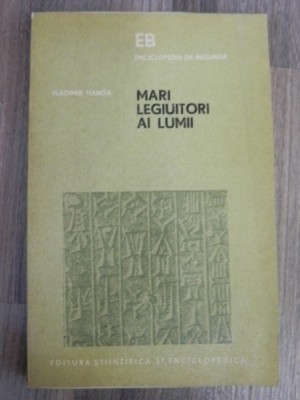 EB
ENCICLOPEDIA DE BUZUNAR
VLADIMIR HANGA
MARI
LEGIUITORI
AI LUMII
EDITURA ȘTIINȚIFICĂ ȘI ENCICLOPEDICĂ